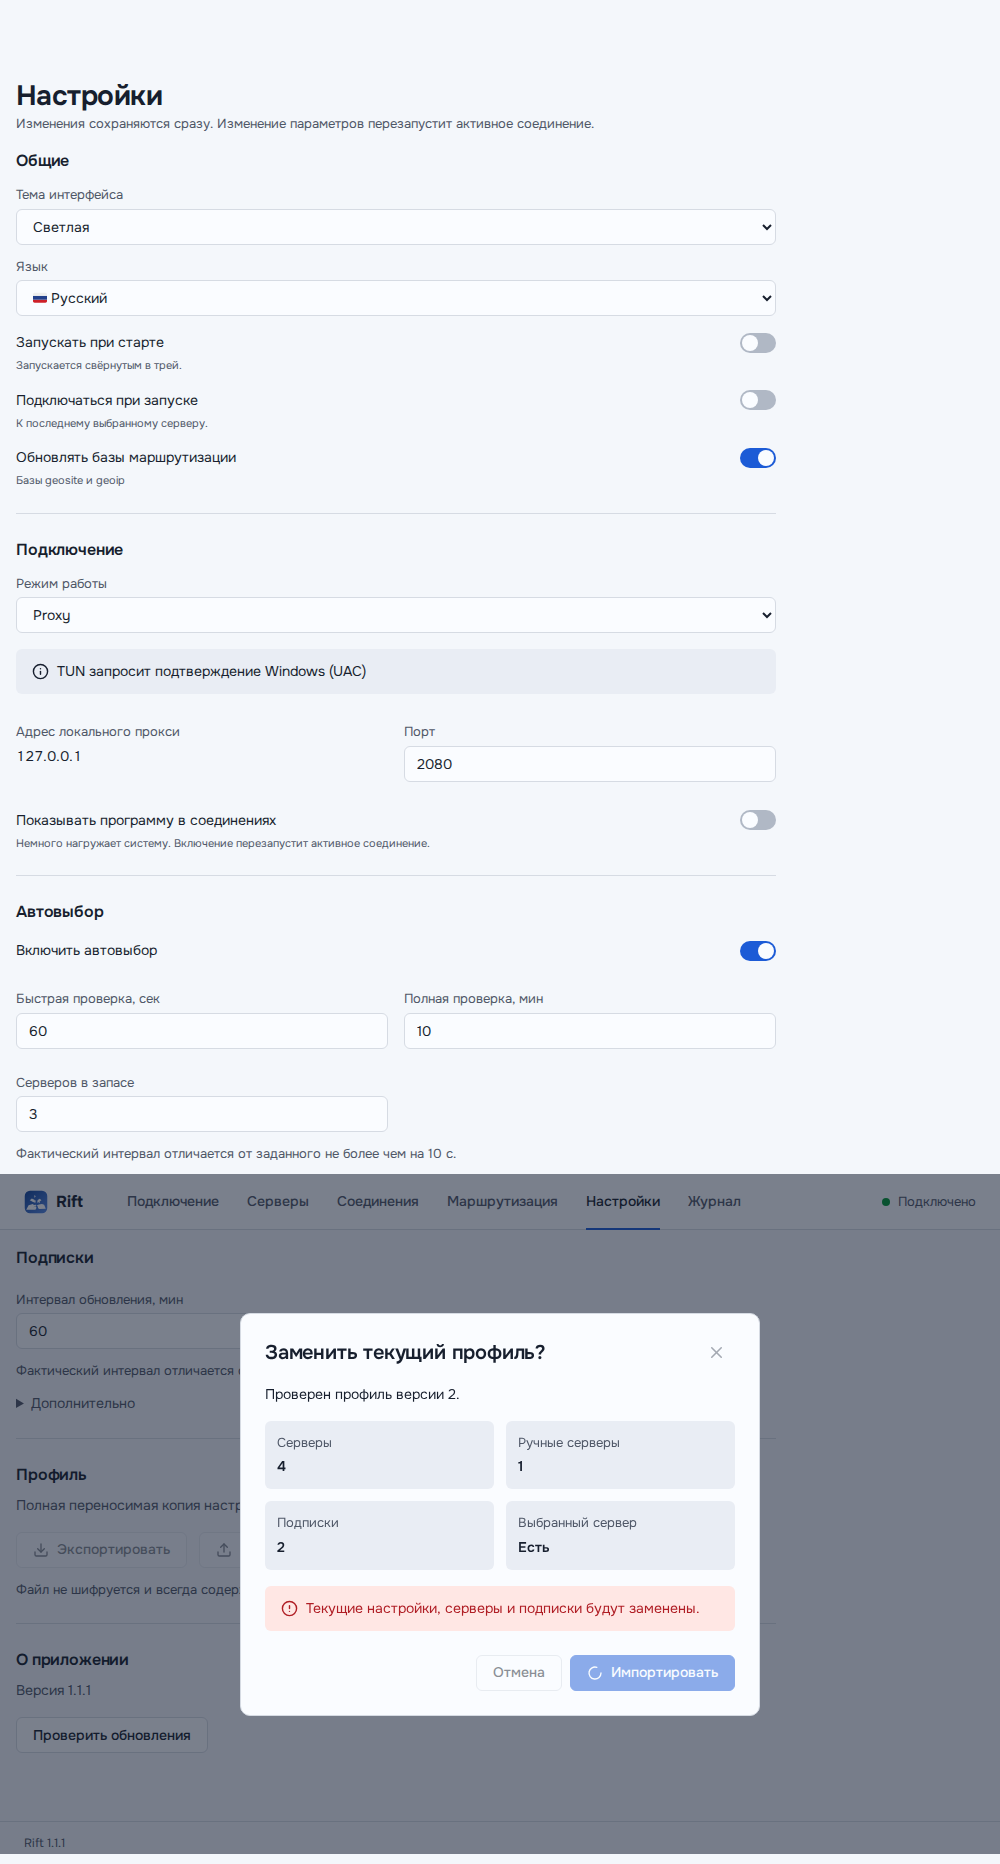 Настройки
Изменения сохраняются сразу. Изменение параметров перезапустит активное соединение.
Общие
Тема интерфейса
Светлая
Язык
Русский
Запускать при старте
Запускается свёрнутым в трей.
Подключаться при запуске
К последнему выбранному серверу.
Обновлять базы маршрутизации
Базы geosite и geoip
Подключение
Режим работы
Proxy
TUN запросит подтверждение Windows (UAC)
Адрес локального прокси
Порт
127.0.0.1
2080
Показывать программу в соединениях
Немного нагружает систему. Включение перезапустит активное соединение.
Автовыбор
Включить автовыбор
Быстрая проверка, сек
Полная проверка, мин
60
10
Серверов в запасе
3
Фактический интервал отличается от заданного не более чем на 10 с.
Rift Подключение Серверы Соединения Маршрутизация Настройки Журнал Подключено
Подписки
Интервал обновления, мин
60
Фактический интервал отличается
Дополнительно
Профиль
Полная переносимая копия
Экспортировать
Файл не шифруется и всегда
О приложении
Версия 1.1.1
Проверить обновления
Rift 1.1.1
Заменить текущий профиль?
Проверен профиль версии 2.
Серверы
4
Ручные серверы
1
Подписки
2
Выбранный сервер
Есть
Текущие настройки, серверы и подписки будут заменены.
Отмена
Импортировать